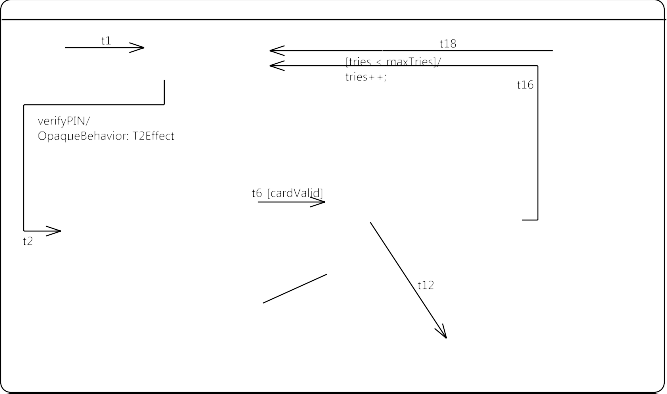 t1
t18
[tries < maxTries]/
tries++;
t16
verifyPIN/
OpaqueBehavior: T2Effect
t6 [cardValid]
t2
t12